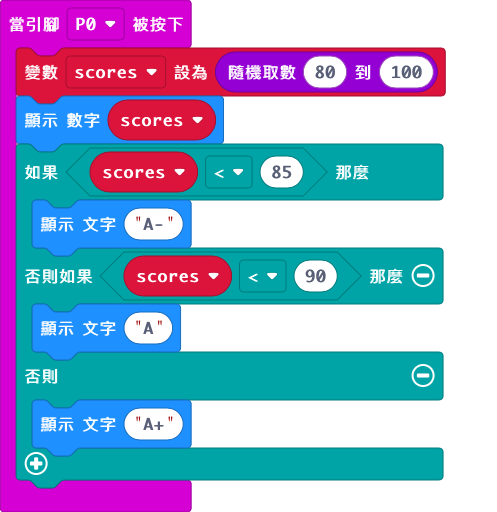 當引腳 P0 被按下
變數 scores 設為 隨機取數 80 到 100
顯示 數字 scores
如果 scores < 85 那麼
顯示 文字 "A-"
否則如果 scores < 90 那麼
顯示 文字 "A"
否則
顯示 文字 "A+"